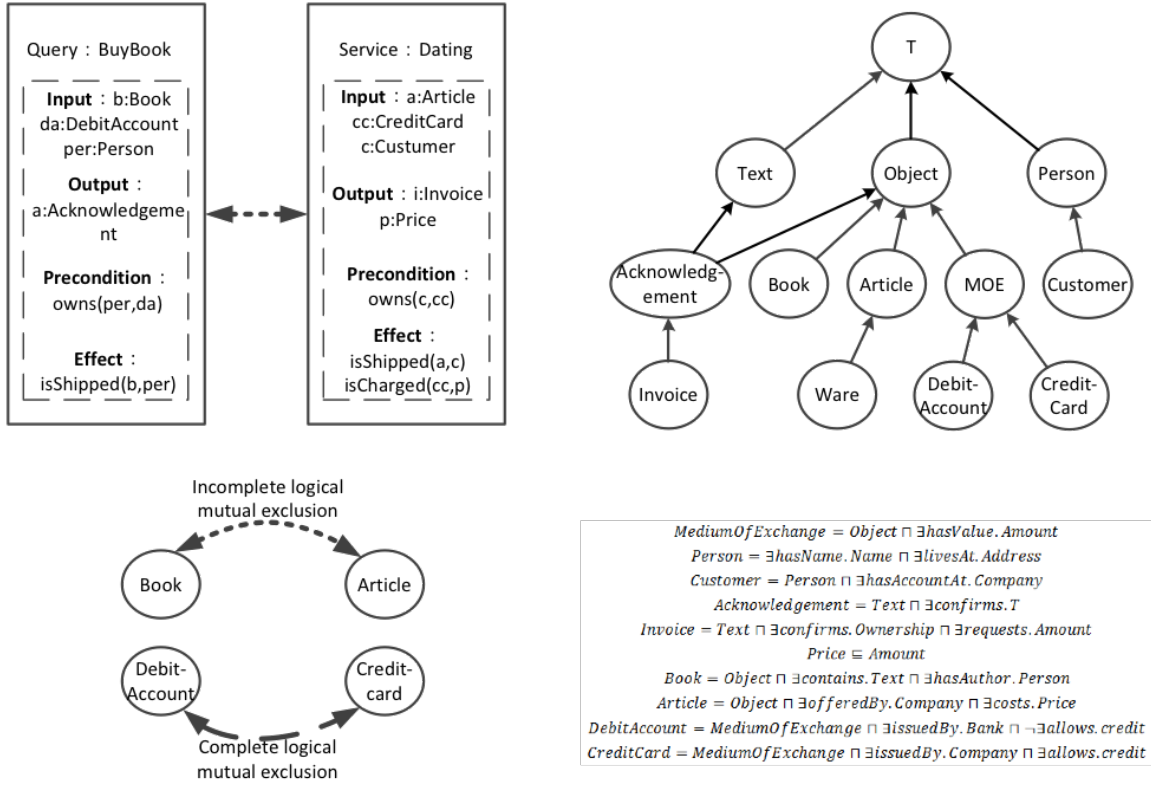 Query : BuyBook
Input : b:Book
da:DebitAccount
per:Person
Output :
a:Acknowledgeme
nt
Precondition :
owns(per,da)
Effect :
isShipped(b,per)
Service : Dating
Input : a:Article
cc:CreditCard
c:Custumer
Output : i:Invoice
p:Price
Precondition :
owns(c,cc)
Effect :
isShipped(a,c)
isCharged(cc,p)
T
Text
Object
Person
Acknowledg-
ement
Book
Article
MOE
Customer
Invoice
Ware
Debit-
Account
Credit-
Card
Incomplete logical
mutual exclusion
Book
Article
Debit-
Account
Credit-
card
Complete logical
mutual exclusion
MediumOfExchange = Object ⊓ ∃hasValue.Amount
Person = ∃hasName.Name ⊓ ∃livesAt.Address
Customer = Person ⊓ ∃hasAccountAt.Company
Acknowledgement = Text ⊓ ∃confirms.T
Invoice = Text ⊓ ∃confirms.Ownership ⊓ ∃requests.Amount
Price ⊑ Amount
Book = Object ⊓ ∃contains.Text ⊓ ∃hasAuthor.Person
Article = Object ⊓ ∃offeredBy.Company ⊓ ∃costs.Price
DebitAccount = MediumOfExchange ⊓ ∃issuedBy.Bank ⊓ ¬∃allows.credit
CreditCard = MediumOfExchange ⊓ ∃issuedBy.Company ⊓ ∃allows.credit